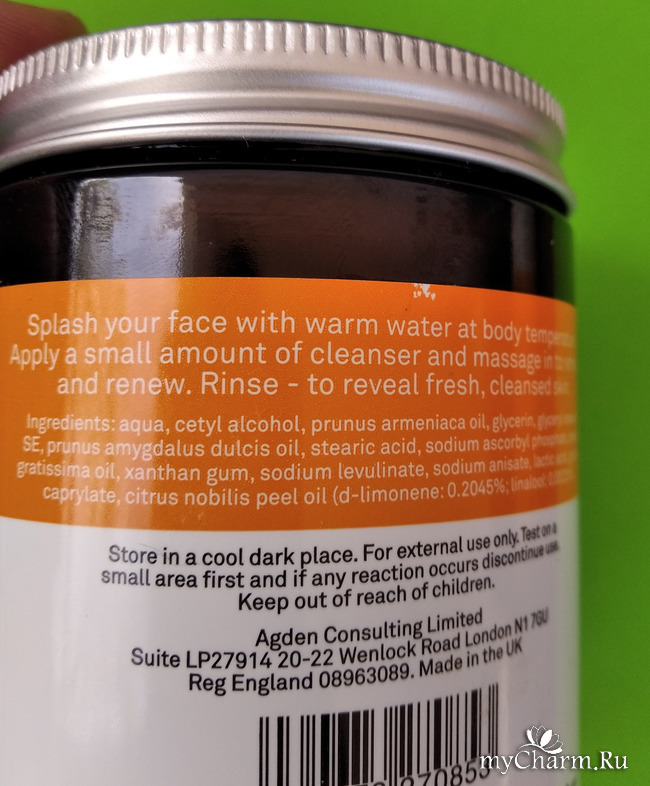 Splash your face with warm water at body
Apply a small amount of cleanser and massage in
and renew. Rinse - to reveal fresh, cleansed
Ingredients: aqua, cetyl alcohol, prunus armeniaca oil, glycerin,
SE, prunus amygdalus dulcis oil, stearic acid, sodium ascorbyl
gratissima oil, xanthan gum, sodium levulinate, sodium anisate, lactic acid,
caprylate, citrus nobilis peel oil (d-limonene: 0.2045%; linalool:
Store in a cool dark place. For external use only. Test on a
small area first and if any reaction occurs discontinue use.
Keep out of reach of children.
Agden Consulting Limited
Suite LP27914 20-22 Wenlock Road London N1 7GU
Reg England 08963089. Made in the UK
myCharm.Ru